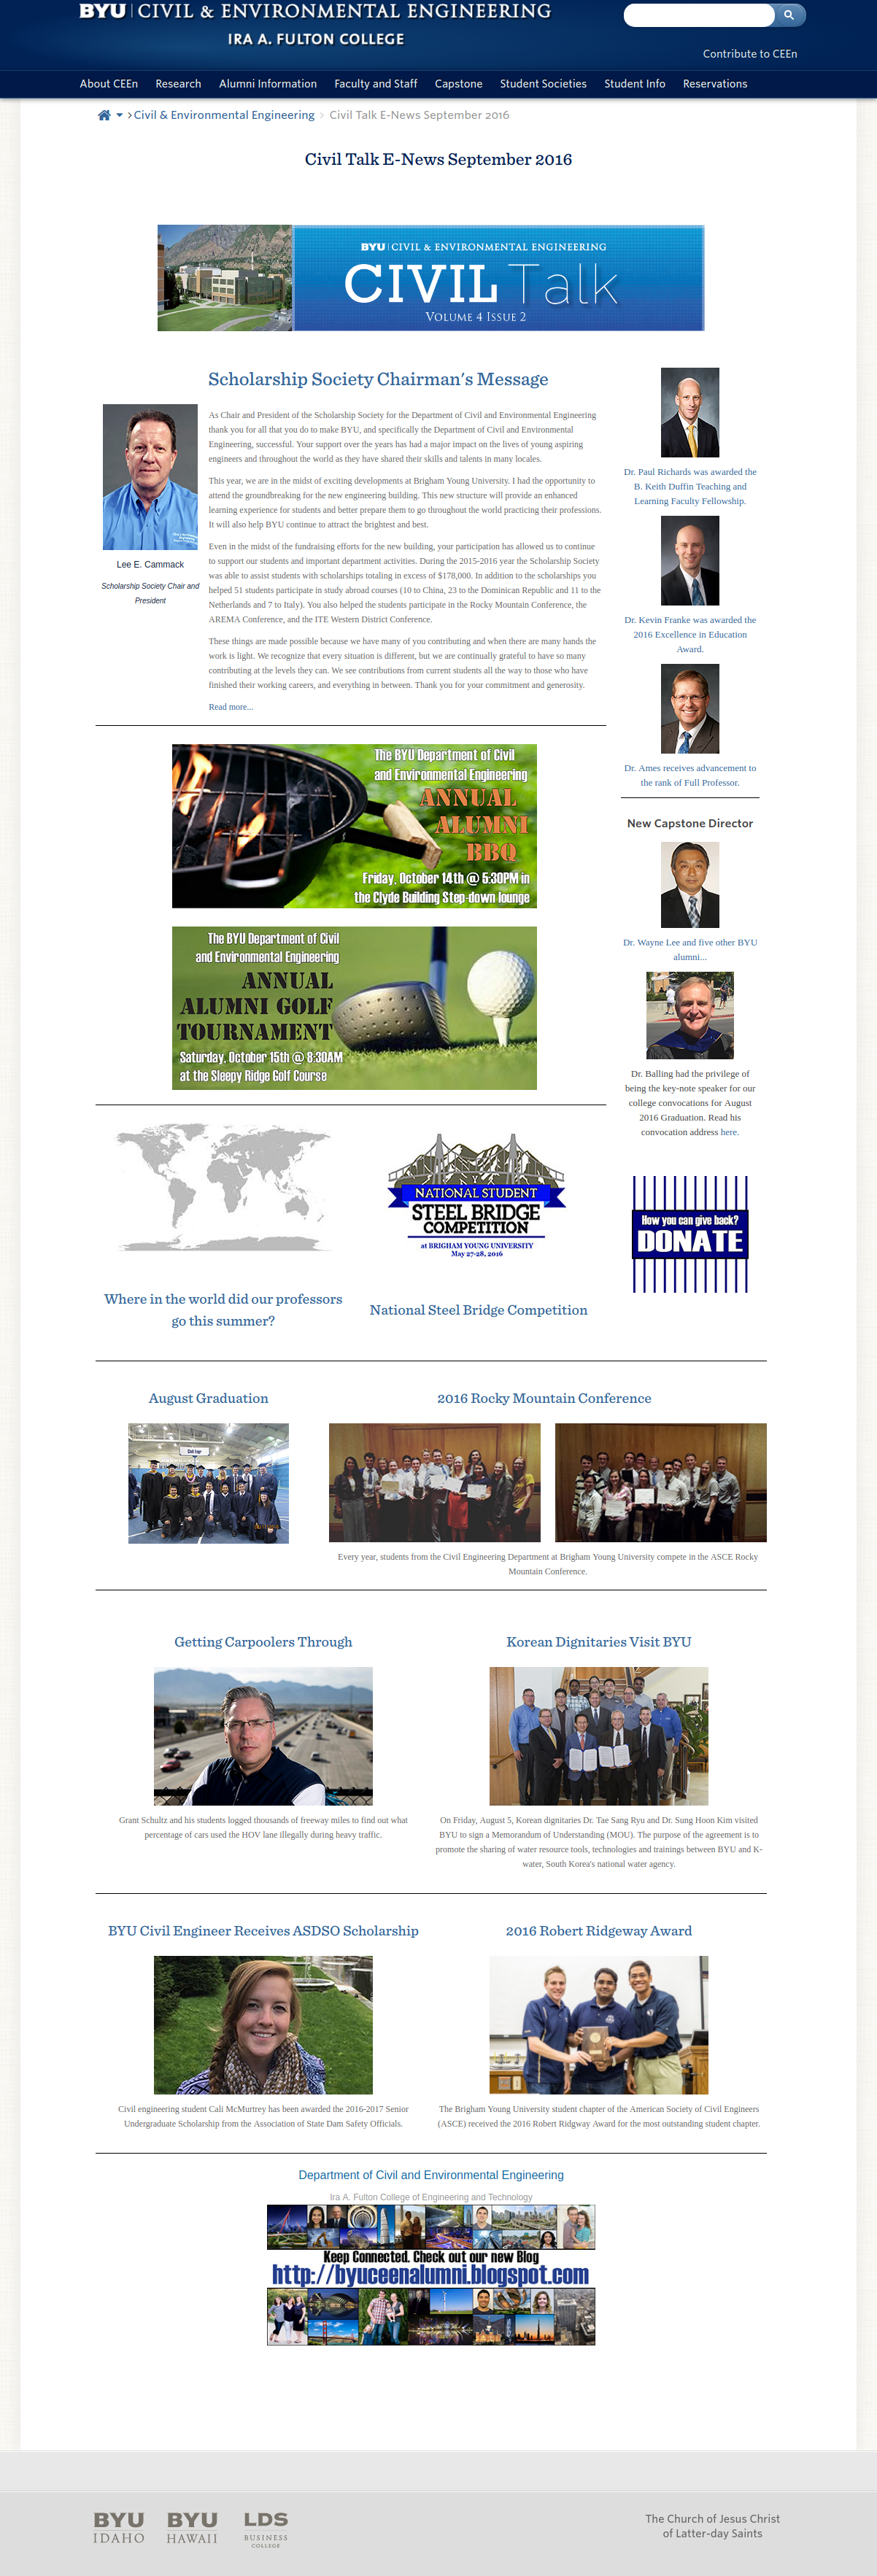 BYU | CIVIL & ENVIRONMENTAL ENGINEERING
IRA A. FULTON COLLEGE
Contribute to CEEn
About CEEn Research Alumni Information Faculty and Staff Capstone Student Societies Student Info Reservations
Civil & Environmental Engineering Civil Talk E-News September 2016
Civil Talk E-News September 2016
BYU | CIVIL & ENVIRONMENTAL ENGINEERING
CIVIL Talk
VOLUME 4 ISSUE 2
Scholarship Society Chairman's Message
Lee E. Cammack
Scholarship Society Chair and
President
As Chair and President of the Scholarship Society for the Department of Civil and Environmental Engineering
thank you for all that you do to make BYU, and specifically the Department of Civil and Environmental
Engineering, successful. Your support over the years has had a major impact on the lives of young aspiring
engineers and throughout the world as they have shared their skills and talents in many locales.
This year, we are in the midst of exciting developments at Brigham Young University. I had the opportunity to
attend the groundbreaking for the new engineering building. This new structure will provide an enhanced
learning experience for students and better prepare them to go throughout the world practicing their professions.
It will also help BYU continue to attract the brightest and best.
Even in the midst of the fundraising efforts for the new building, your participation has allowed us to continue
to support our students and important department activities. During the 2015-2016 year the Scholarship Society
was able to assist students with scholarships totaling in excess of $178,000. In addition to the scholarships you
helped 51 students participate in study abroad courses (10 to China, 23 to the Dominican Republic and 11 to the
Netherlands and 7 to Italy). You also helped the students participate in the Rocky Mountain Conference, the
AREMA Conference, and the ITE Western District Conference.
These things are made possible because we have many of you contributing and when there are many hands the
work is light. We recognize that every situation is different, but we are continually grateful to have so many
contributing at the levels they can. We see contributions from current students all the way to those who have
finished their working careers, and everything in between. Thank you for your commitment and generosity.
Read more...
Dr. Paul Richards was awarded the
B. Keith Duffin Teaching and
Learning Faculty Fellowship.
Dr. Kevin Franke was awarded the
2016 Excellence in Education
Award.
Dr. Ames receives advancement to
the rank of Full Professor.
New Capstone Director
Dr. Wayne Lee and five other BYU
alumni...
Dr. Balling had the privilege of
being the key-note speaker for our
college convocations for August
2016 Graduation. Read his
convocation address here.
How you can give back?
DONATE
The BYU Department of Civil
and Environmental Engineering
ANNUAL
ALUMNI
BBQ
Friday, October 14th @ 5:30PM in
the Clyde Building Step-down lounge
The BYU Department of Civil
and Environmental Engineering
ANNUAL
ALUMNI GOLF
TOURNAMENT
Saturday, October 15th @ 8:30AM
at the Sleepy Ridge Golf Course
NATIONAL STUDENT
STEEL BRIDGE
COMPETITION
at BRIGHAM YOUNG UNIVERSITY
May 27-28, 2016
Where in the world did our professors
go this summer?
National Steel Bridge Competition
August Graduation
2016 Rocky Mountain Conference
Every year, students from the Civil Engineering Department at Brigham Young University compete in the ASCE Rocky
Mountain Conference.
Getting Carpoolers Through
Grant Schultz and his students logged thousands of freeway miles to find out what
percentage of cars used the HOV lane illegally during heavy traffic.
Korean Dignitaries Visit BYU
On Friday, August 5, Korean dignitaries Dr. Tae Sang Ryu and Dr. Sung Hoon Kim visited
BYU to sign a Memorandum of Understanding (MOU). The purpose of the agreement is to
promote the sharing of water resource tools, technologies and trainings between BYU and K-
water, South Korea's national water agency.
BYU Civil Engineer Receives ASDSO Scholarship
Civil engineering student Cali McMurtrey has been awarded the 2016-2017 Senior
Undergraduate Scholarship from the Association of State Dam Safety Officials.
2016 Robert Ridgeway Award
The Brigham Young University student chapter of the American Society of Civil Engineers
(ASCE) received the 2016 Robert Ridgway Award for the most outstanding student chapter.
Department of Civil and Environmental Engineering
Ira A. Fulton College of Engineering and Technology
Keep Connected. Check out our new Blog
http://byuceenalumni.blogspot.com
BYU IDAHO
BYU HAWAII
LDS BUSINESS COLLEGE
The Church of Jesus Christ
of Latter-day Saints